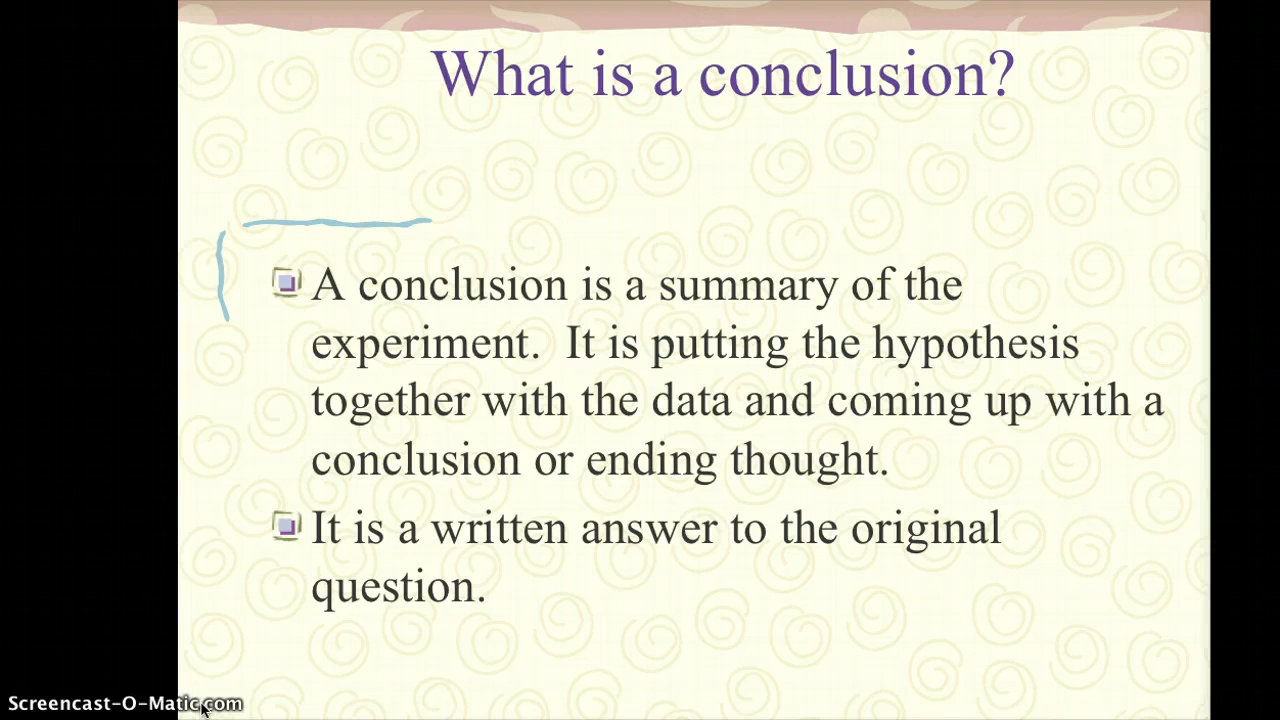 What is a conclusion?
A conclusion is a summary of the
experiment.  It is putting the hypothesis
together with the data and coming up with a
conclusion or ending thought.
It is a written answer to the original
question.
Screencast-O-Matic.com